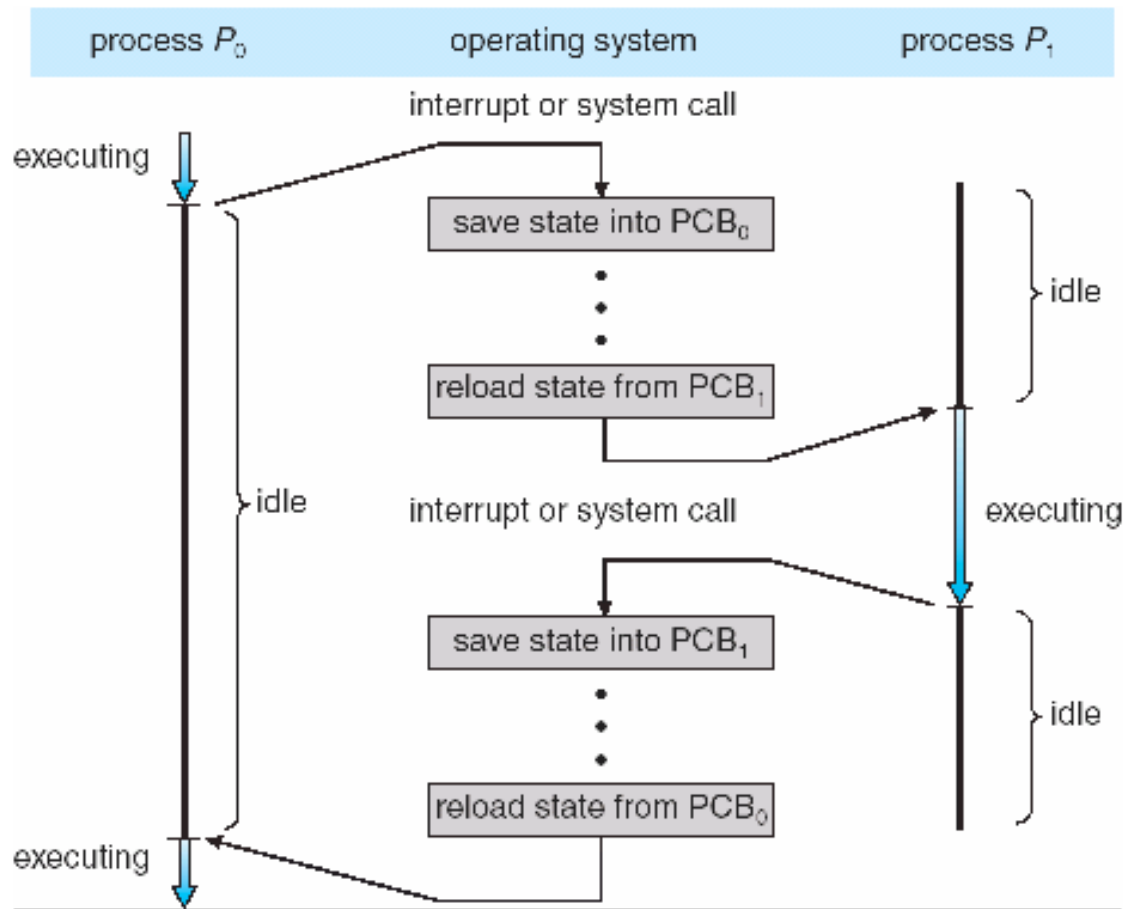 process P₀ operating system process P₁
interrupt or system call
executing
save state into PCB₀
idle
reload state from PCB₁
idle
interrupt or system call
executing
save state into PCB₁
idle
reload state from PCB₀
executing